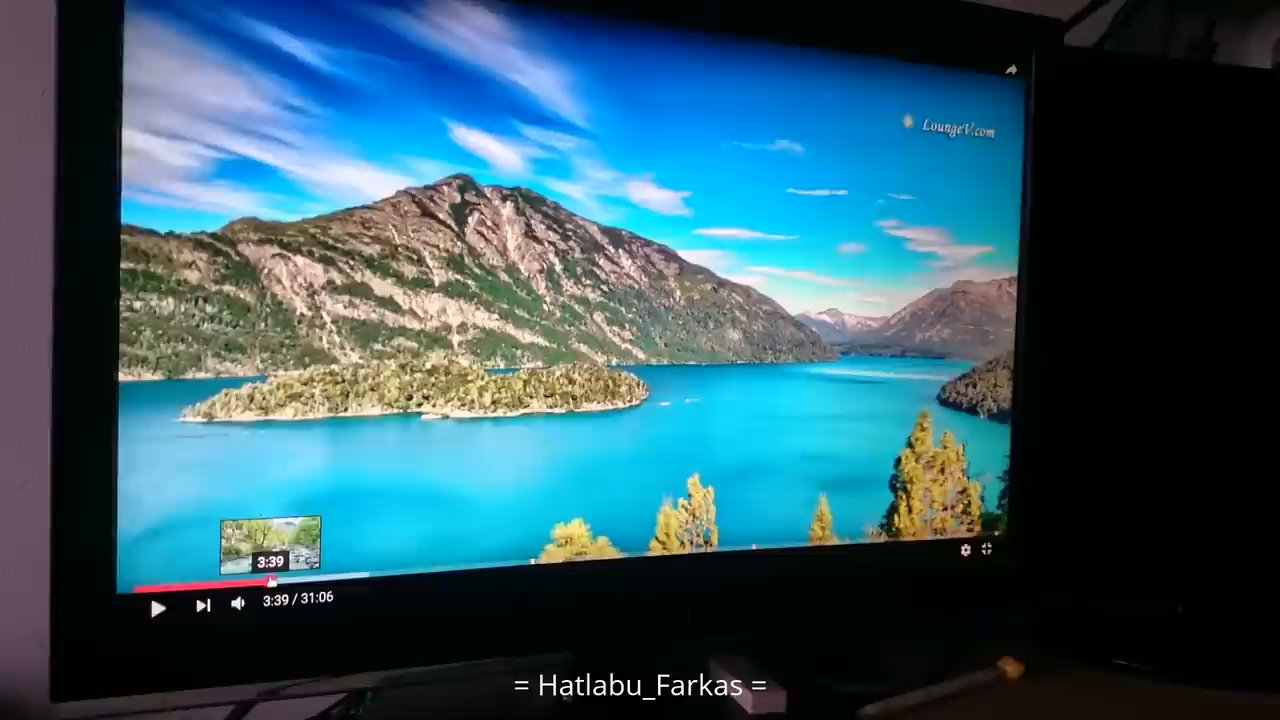 LoungeV.com
3:39
3:39 / 31:06
= Hatlabu_Farkas =